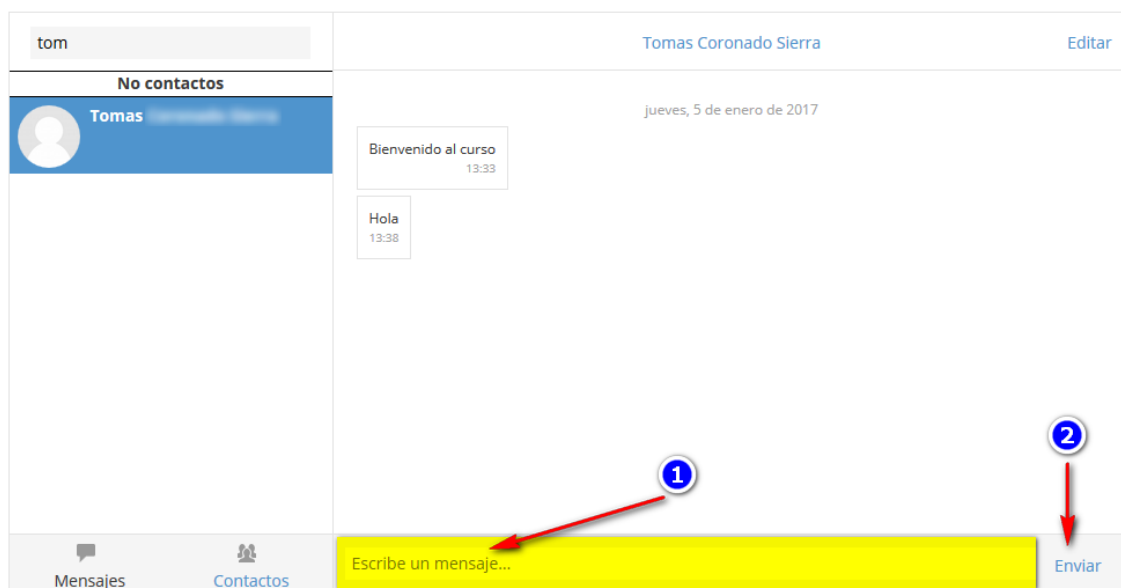 tom
Tomas Coronado Sierra
Editar
No contactos
Tomas
jueves, 5 de enero de 2017
Bienvenido al curso
13:33
Hola
13:38
1
2
Escribe un mensaje...
Enviar
Mensajes
Contactos